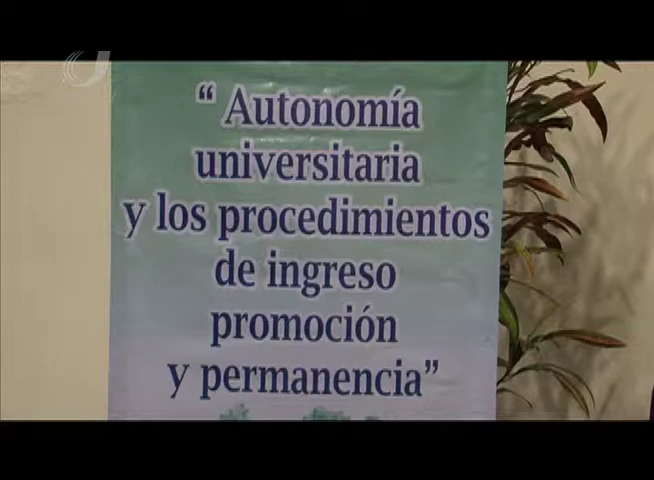 “ Autonomía
universitaria
y los procedimientos
de ingreso
promoción
y permanencia”